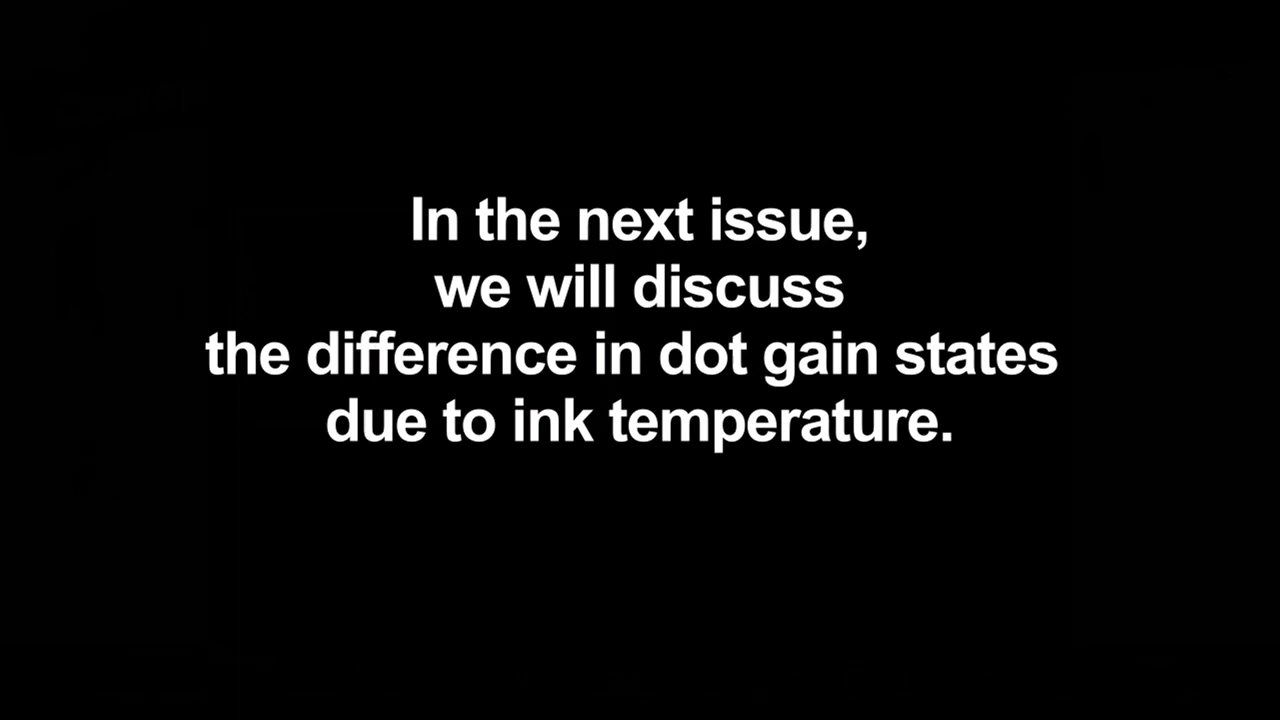 In the next issue,
we will discuss
the difference in dot gain states
due to ink temperature.